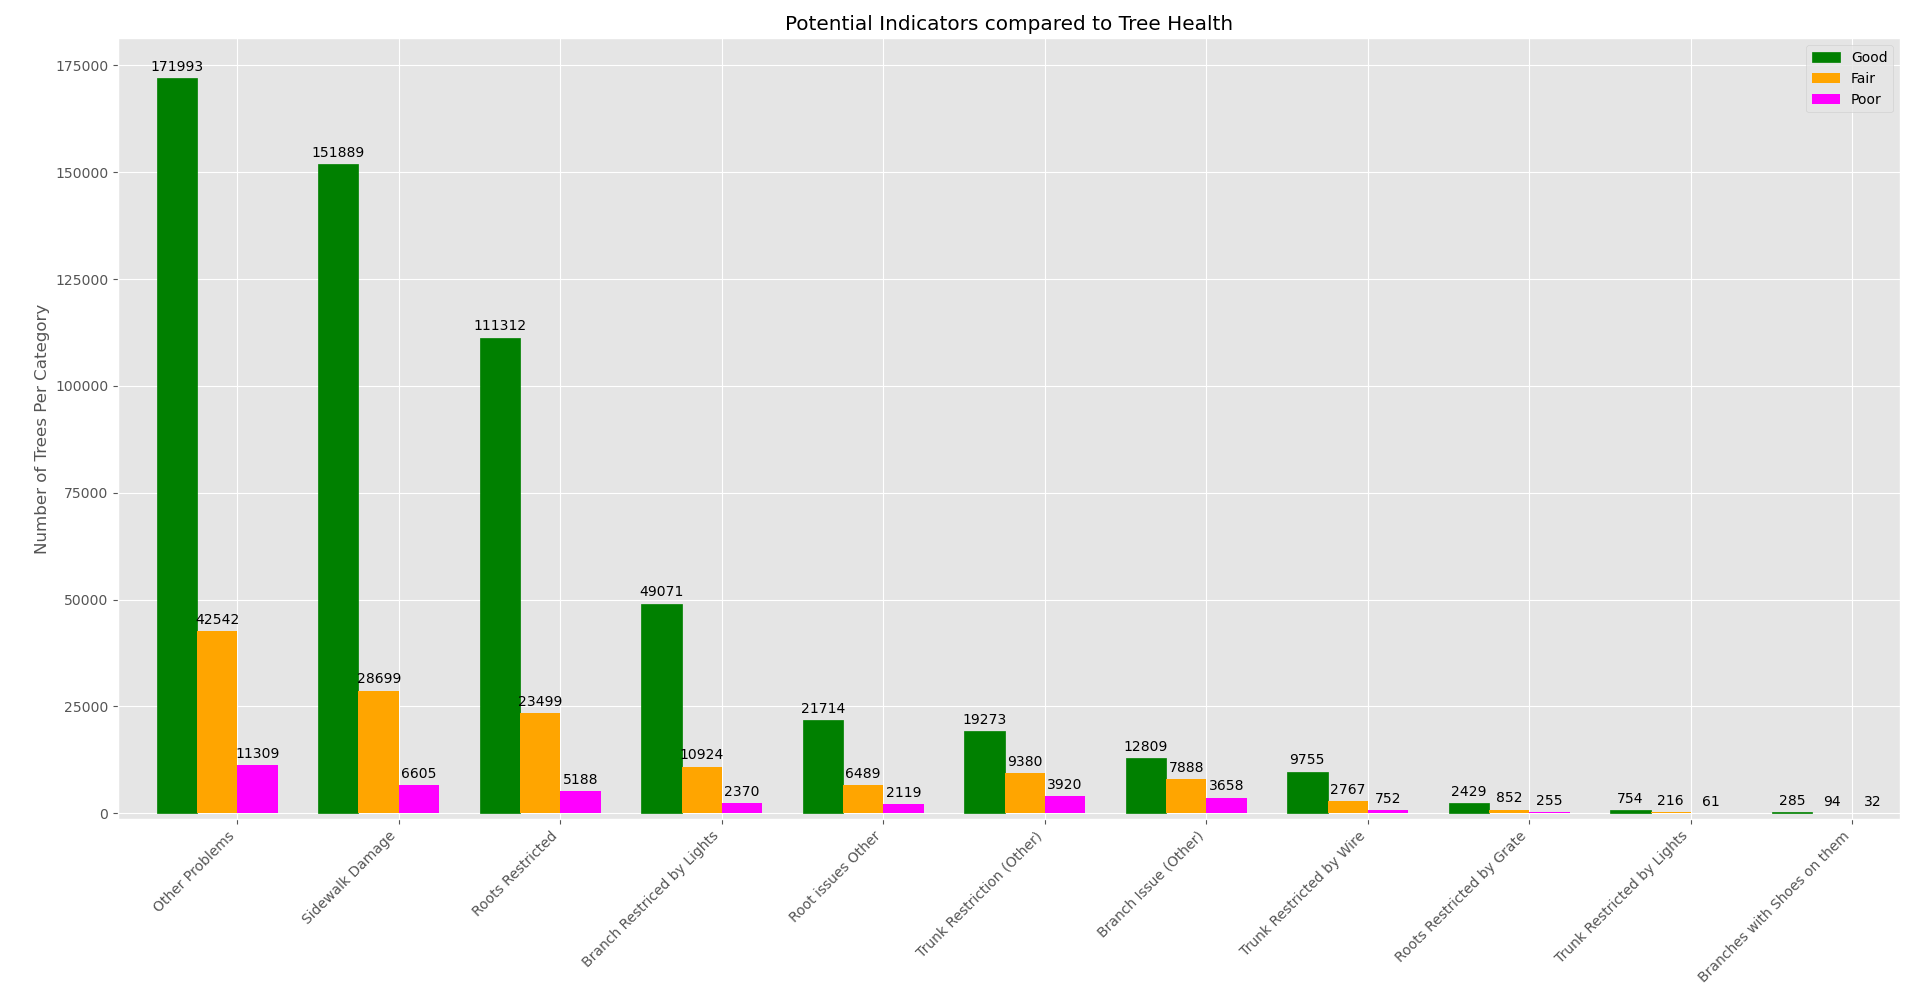 Potential Indicators compared to Tree Health
Good
Fair
Poor
Number of Trees Per Category
175000
150000
125000
100000
75000
50000
25000
0
171993
42542
11309
151889
28699
6605
111312
23499
5188
49071
10924
2370
21714
6489
2119
19273
9380
3920
12809
7888
3658
9755
2767
752
2429
852
255
754
216
61
285
94
32
Other Problems
Sidewalk Damage
Roots Restricted
Branch Restriced by Lights
Root issues Other
Trunk Restriction (Other)
Branch Issue (Other)
Trunk Restricted by Wire
Roots Restricted by Grate
Trunk Restricted by Lights
Branches with Shoes on them